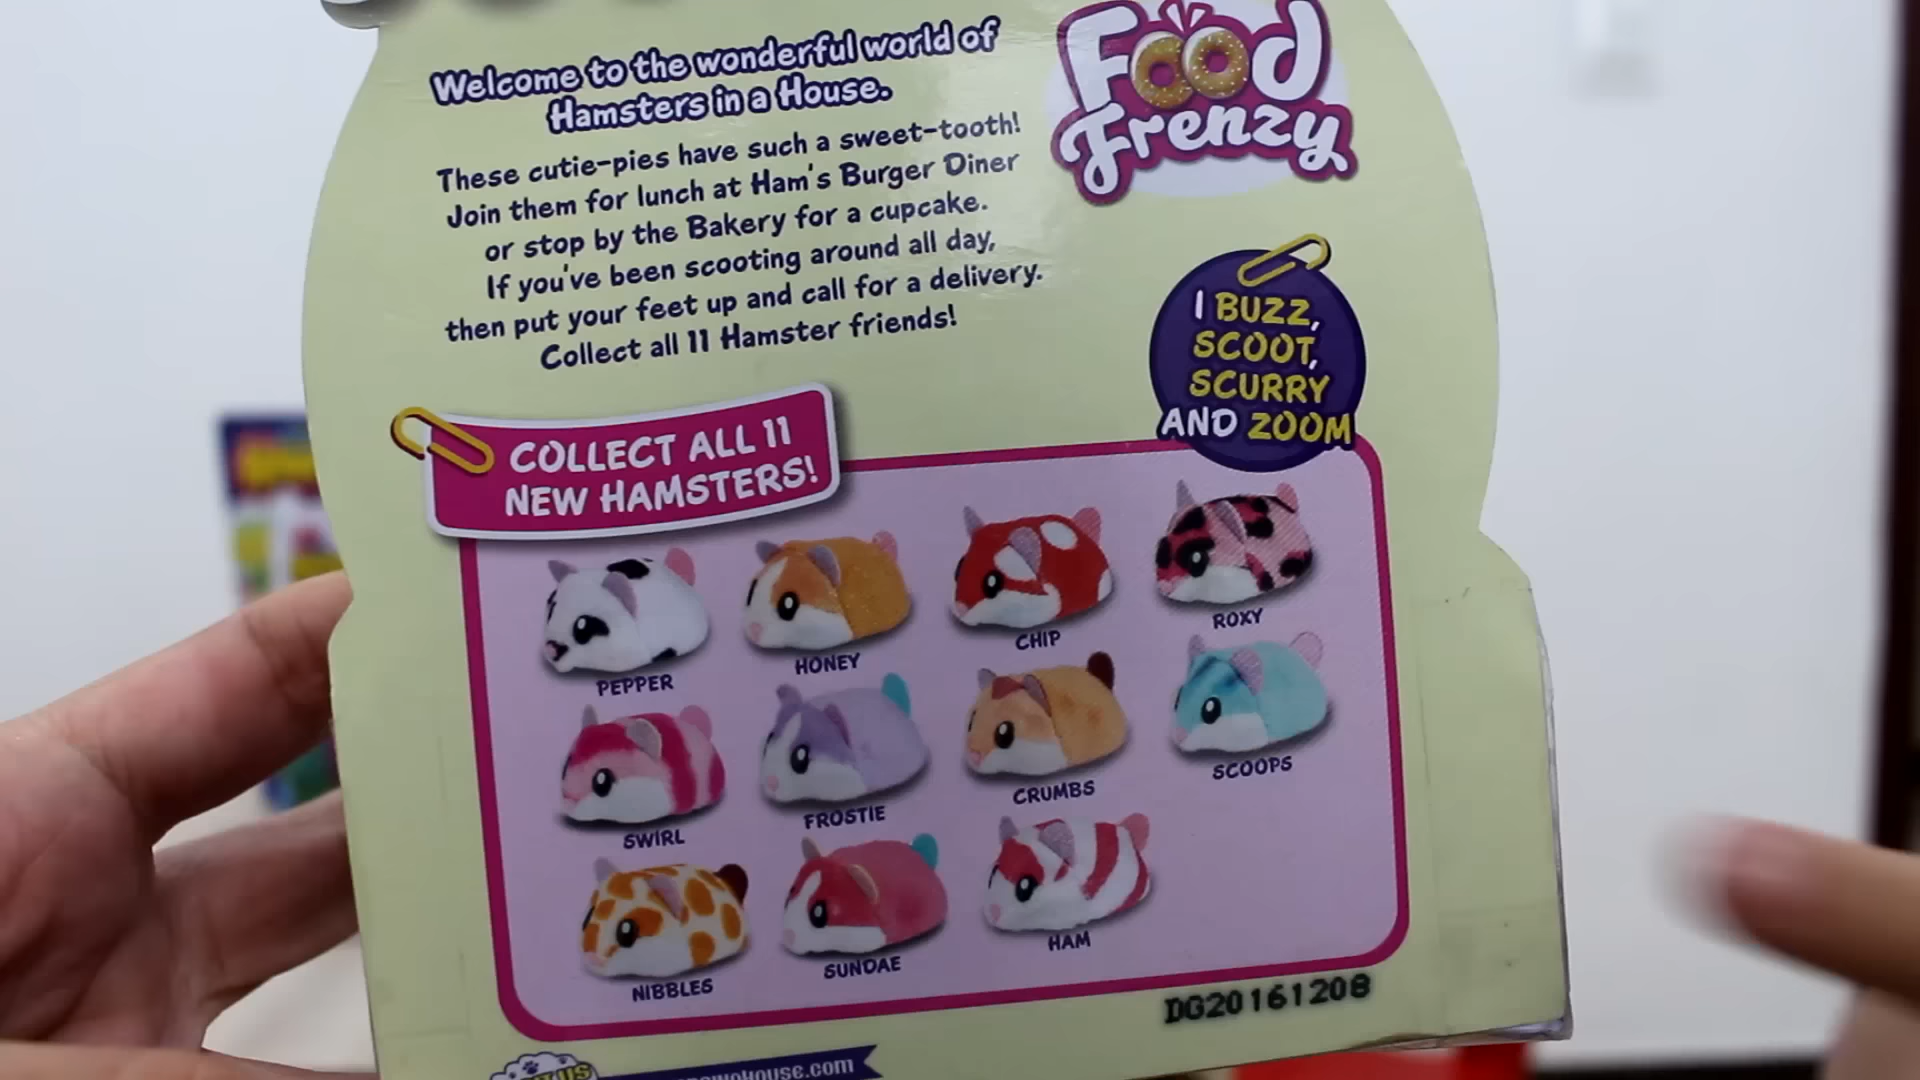 Welcome to the wonderful world of
Hamsters in a House.
These cutie-pies have such a sweet-tooth!
Join them for lunch at Ham's Burger Diner
or stop by the Bakery for a cupcake.
If you've been scooting around all day,
then put your feet up and call for a delivery.
Collect all 11 Hamster friends!
Food
Frenzy
I BUZZ,
SCOOT,
SCURRY
AND ZOOM
COLLECT ALL 11
NEW HAMSTERS!
PEPPER
HONEY
CHIP
ROXY
SWIRL
FROSTIE
CRUMBS
SCOOPS
NIBBLES
SUNDAE
HAM
DG20161208
US